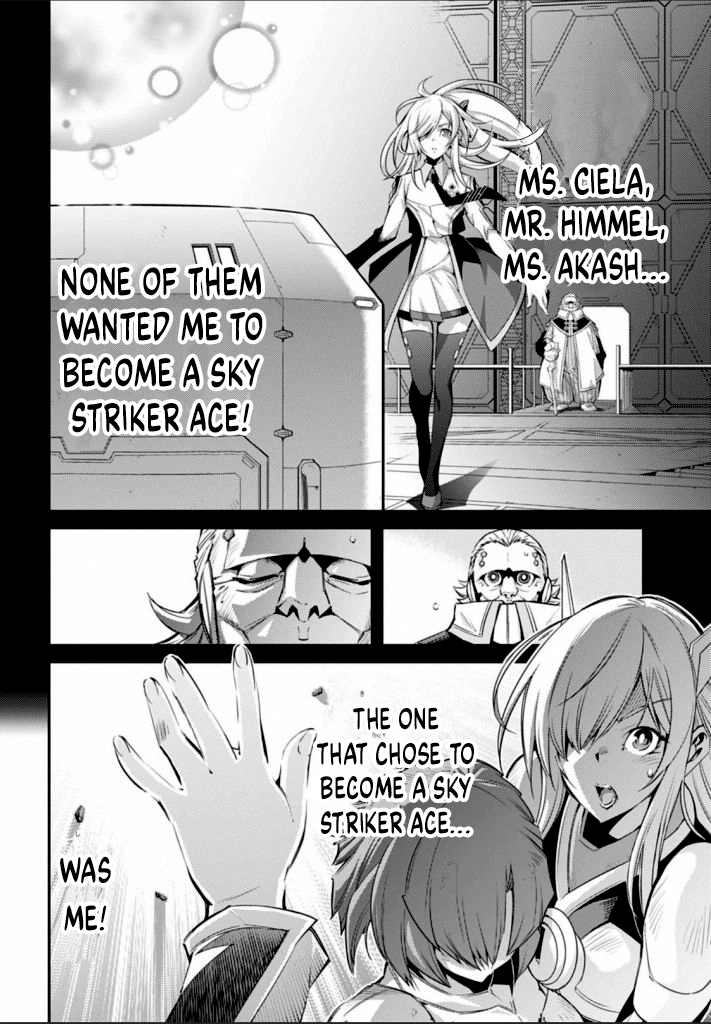 MS. CIELA,
MR. HIMMEL,
MS. AKASH...
NONE OF THEM
WANTED ME TO
BECOME A SKY
STRIKER ACE!
THE ONE
THAT CHOSE TO
BECOME A SKY
STRIKER ACE...
WAS
ME!